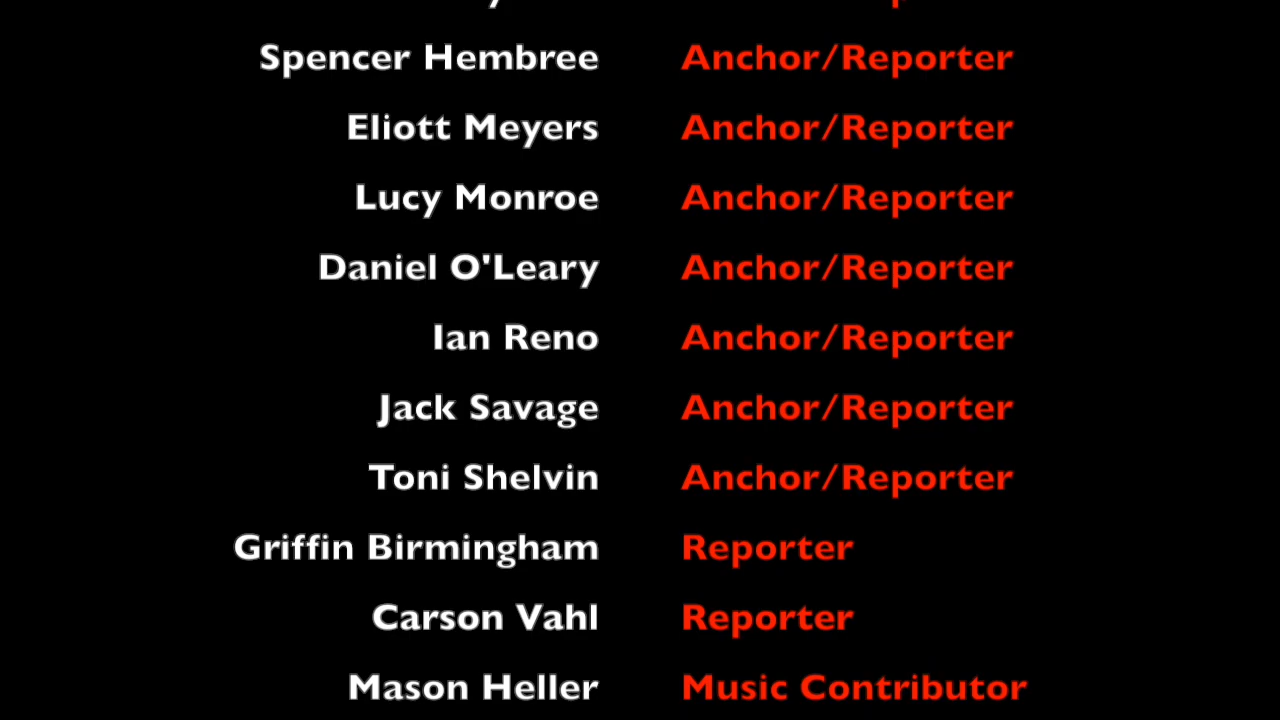 Spencer Hembree Anchor/Reporter
Eliott Meyers Anchor/Reporter
Lucy Monroe Anchor/Reporter
Daniel O'Leary Anchor/Reporter
Ian Reno Anchor/Reporter
Jack Savage Anchor/Reporter
Toni Shelvin Anchor/Reporter
Griffin Birmingham Reporter
Carson Vahl Reporter
Mason Heller Music Contributor